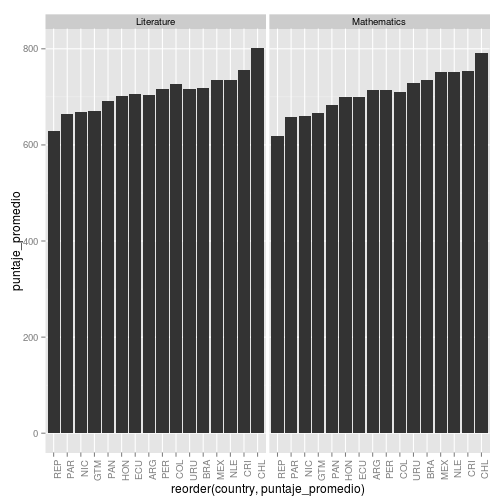 Literature
Mathematics
puntaje_promedio
800
600
400
200
0
REP PAR NIC GTM PAN HON ECU ARG PER COL URU BRA MEX NLE CRI CHL
REP PAR NIC GTM PAN HON ECU ARG PER COL URU BRA MEX NLE CRI CHL
reorder(country, puntaje_promedio)